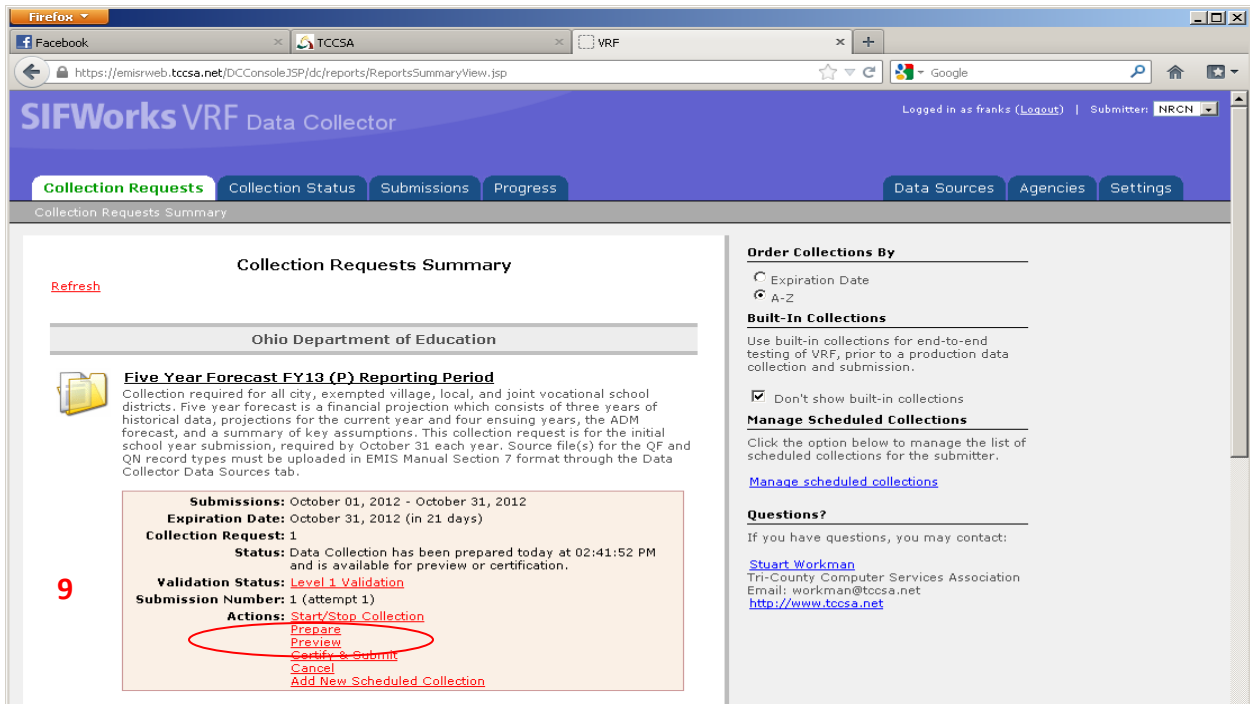 Firefox
Facebook
TCCSA
VRF
https://emisrweb.tccsa.net/DCConsoleJSP/dc/reports/ReportsSummaryView.jsp
Google
SIFWorks VRF Data Collector
Logged in as franks (Logout) | Submitter: NRCN
Collection Requests
Collection Status
Submissions
Progress
Data Sources
Agencies
Settings
Collection Requests Summary
Collection Requests Summary
Refresh
Ohio Department of Education
Five Year Forecast FY13 (P) Reporting Period
Collection required for all city, exempted village, local, and joint vocational school
districts. Five year forecast is a financial projection which consists of three years of
historical data, projections for the current year and four ensuing years, the ADM
forecast, and a summary of key assumptions. This collection request is for the initial
school year submission, required by October 31 each year. Source file(s) for the QF and
QN record types must be uploaded in EMIS Manual Section 7 format through the Data
Collector Data Sources tab.
Submissions: October 01, 2012 - October 31, 2012
Expiration Date: October 31, 2012 (in 21 days)
Collection Request: 1
Status: Data Collection has been prepared today at 02:41:52 PM
and is available for preview or certification.
9
Validation Status: Level 1 Validation
Submission Number: 1 (attempt 1)
Actions: Start/Stop Collection
Prepare
Preview
Certify & Submit
Cancel
Add New Scheduled Collection
Order Collections By
Expiration Date
A-Z
Built-In Collections
Use built-in collections for end-to-end
testing of VRF, prior to a production data
collection and submission.
Don't show built-in collections
Manage Scheduled Collections
Click the option below to manage the list of
scheduled collections for the submitter.
Manage scheduled collections
Questions?
If you have questions, you may contact:
Stuart Workman
Tri-County Computer Services Association
Email: workman@tccsa.net
http://www.tccsa.net